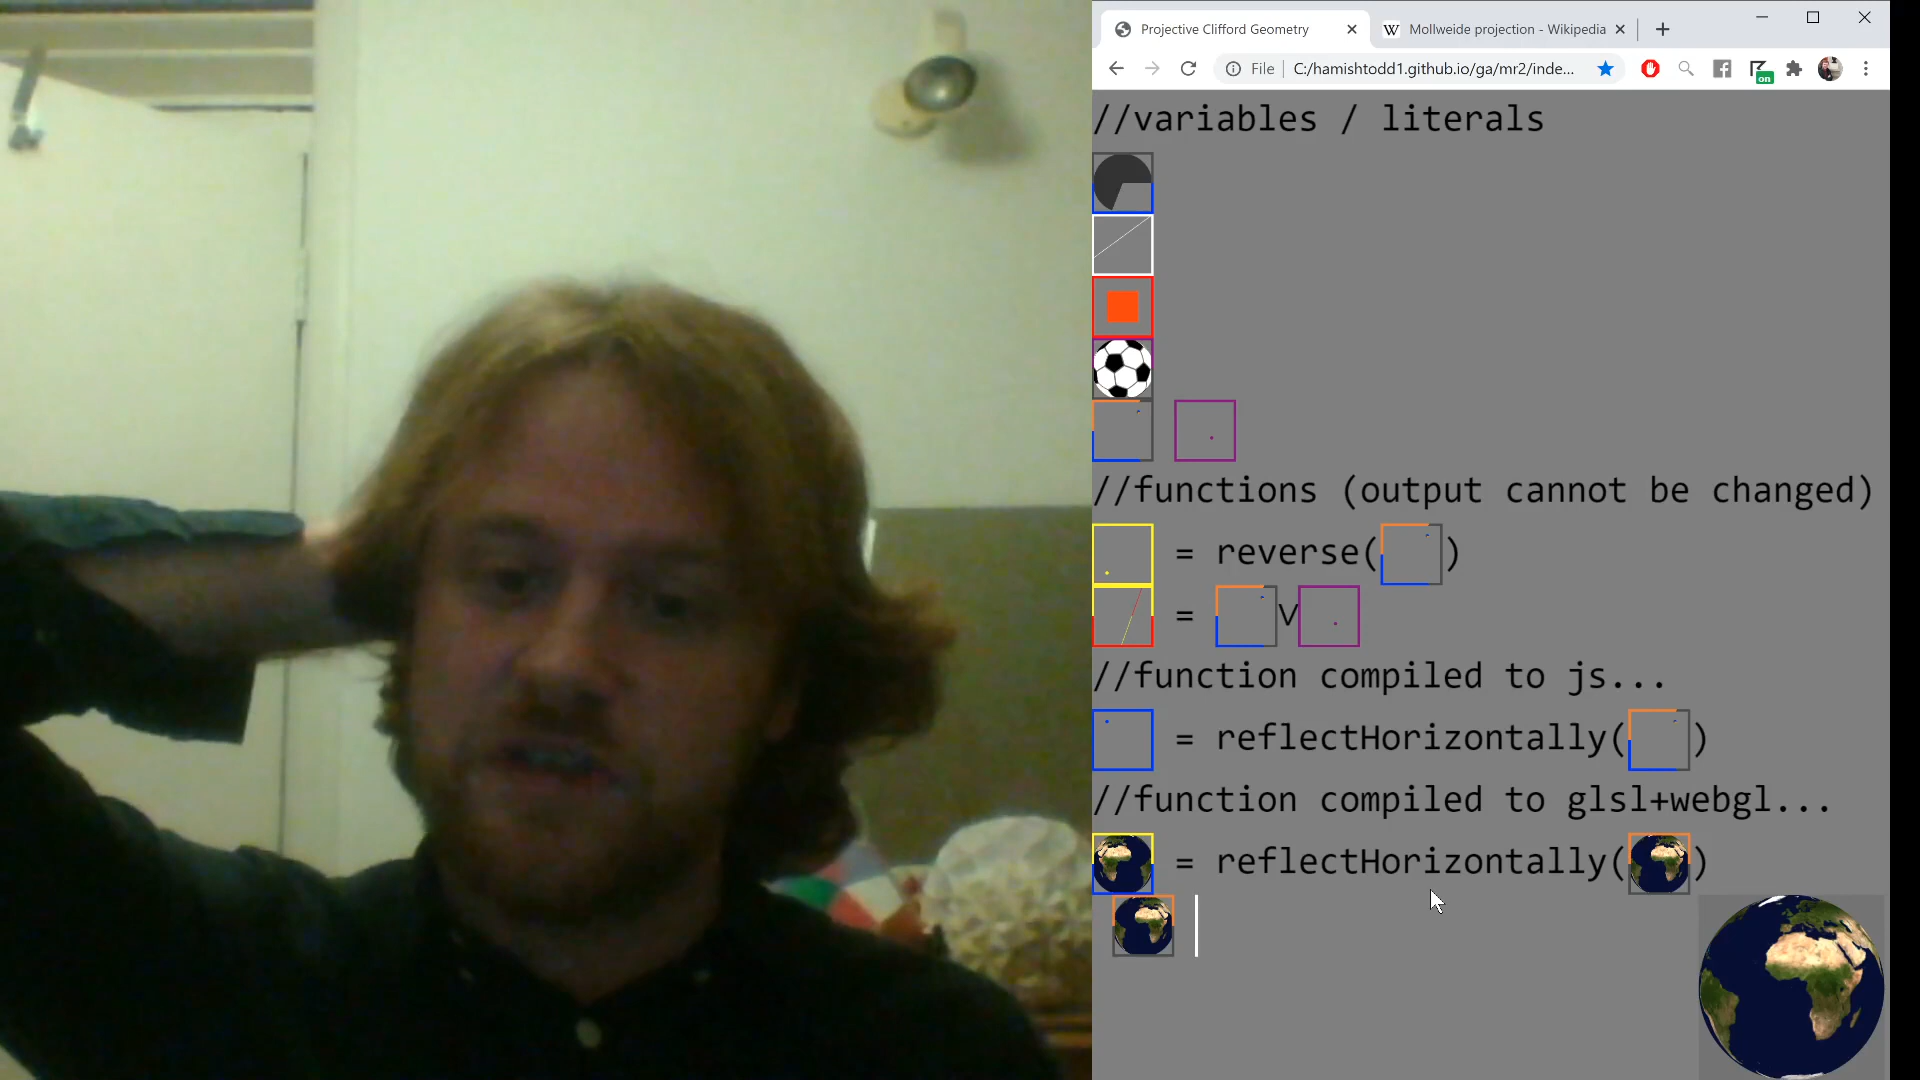 Projective Clifford Geometry
W Mollweide projection - Wikipedia
File C:/hamishtodd1.github.io/ga/mr2/inde...
on
//variables / literals
//functions (output cannot be changed)
= reverse( )
= V
//function compiled to js...
= reflectHorizontally( )
//function compiled to glsl+webgl...
= reflectHorizontally( )